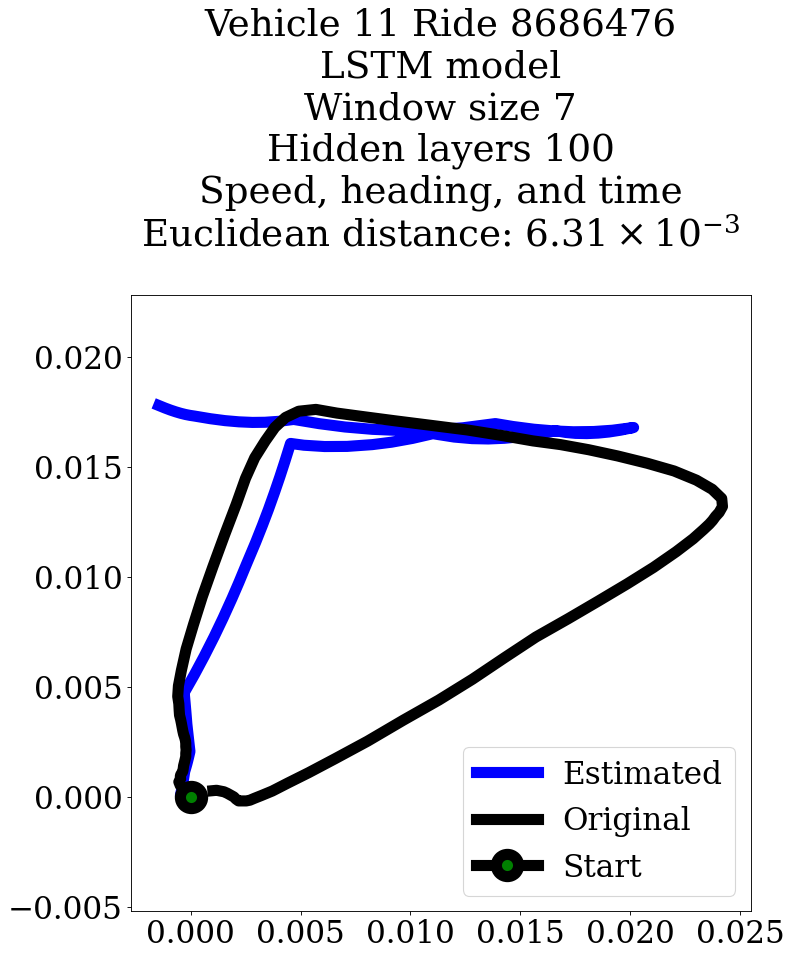 Vehicle 11 Ride 8686476
LSTM model
Window size 7
Hidden layers 100
Speed, heading, and time
Euclidean distance: 6.31 × 10⁻³
0.020
0.015
0.010
0.005
0.000
−0.005
Estimated
Original
Start
0.000 0.005 0.010 0.015 0.020 0.025